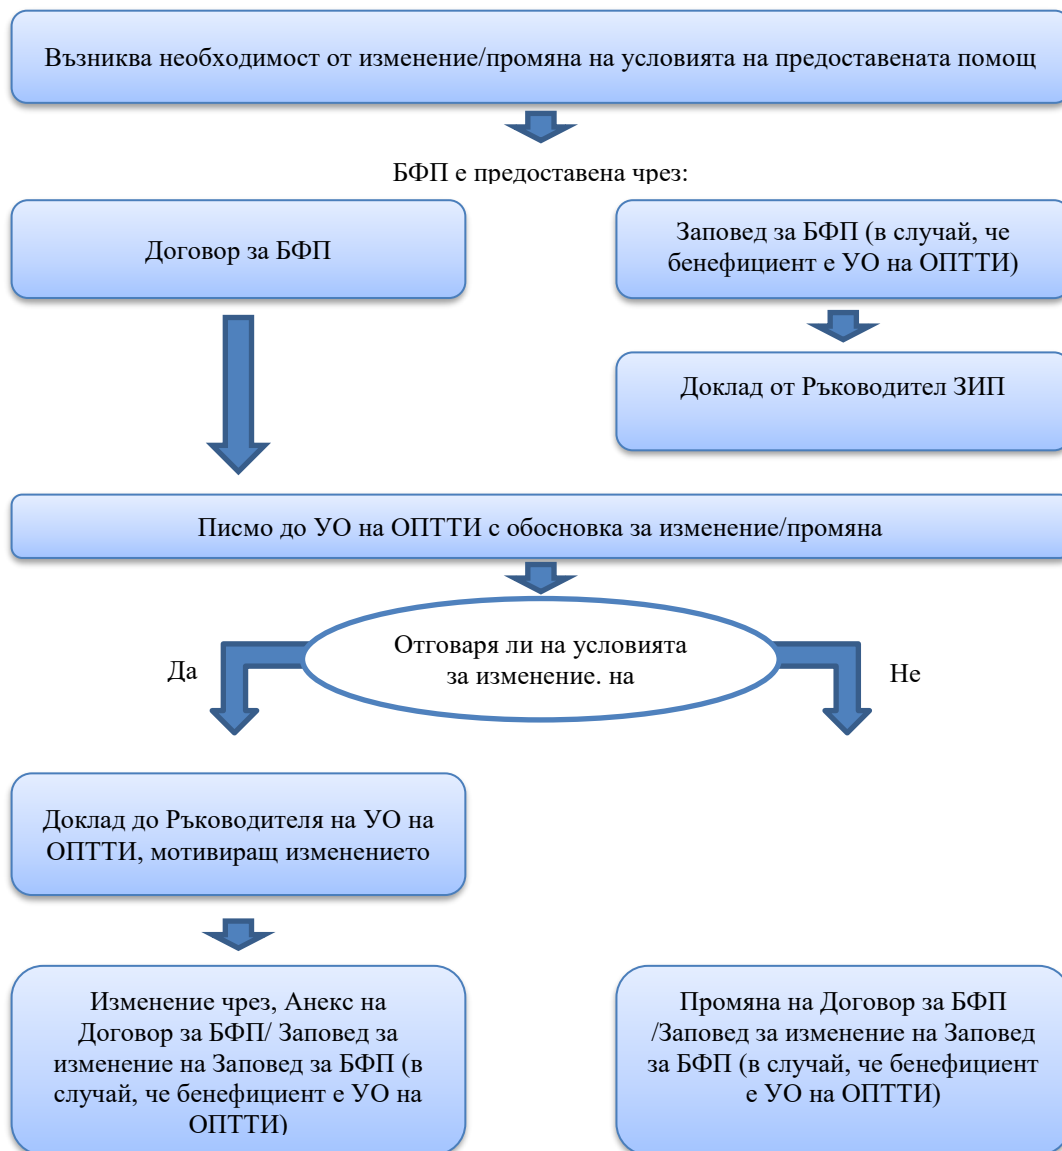 Възниква необходимост от изменение/промяна на условията на предоставената помощ
БФП е предоставена чрез:
Договор за БФП
Заповед за БФП (в случай, че
бенефициент е УО на ОПТТИ)
Доклад от Ръководител ЗИП
Писмо до УО на ОПТТИ с обосновка за изменение/промяна
Отговаря ли на условията
за изменение. на
Да
Не
Доклад до Ръководителя на УО на
ОПТТИ, мотивиращ изменението
Изменение чрез, Анекс на
Договор за БФП/ Заповед за
изменение на Заповед за БФП (в
случай, че бенефициент е УО на
ОПТТИ)
Промяна на Договор за БФП
/Заповед за изменение на Заповед
за БФП (в случай, че бенефициент
е УО на ОПТТИ)